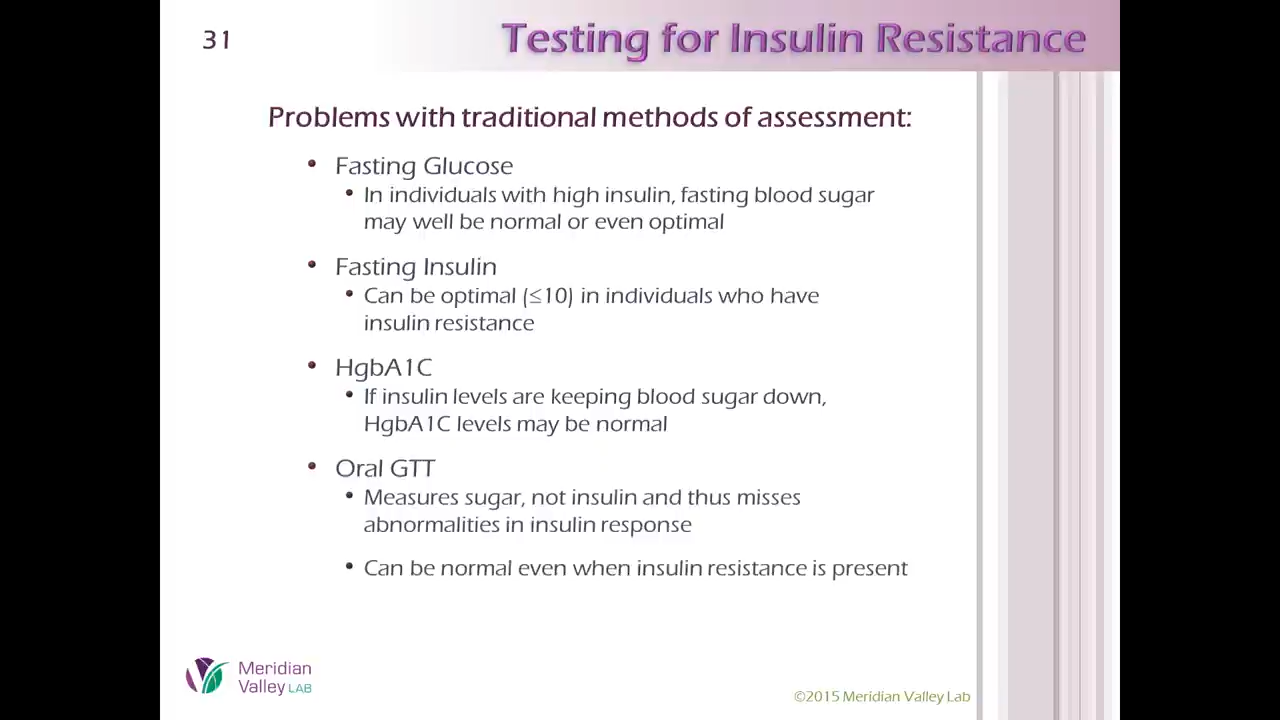 31
Testing for Insulin Resistance
Problems with traditional methods of assessment:
• Fasting Glucose
• In individuals with high insulin, fasting blood sugar
may well be normal or even optimal
• Fasting Insulin
• Can be optimal (≤10) in individuals who have
insulin resistance
• HgbA1C
• If insulin levels are keeping blood sugar down,
HgbA1C levels may be normal
• Oral GTT
• Measures sugar, not insulin and thus misses
abnormalities in insulin response
• Can be normal even when insulin resistance is present
Meridian
Valley LAB
©2015 Meridian Valley Lab